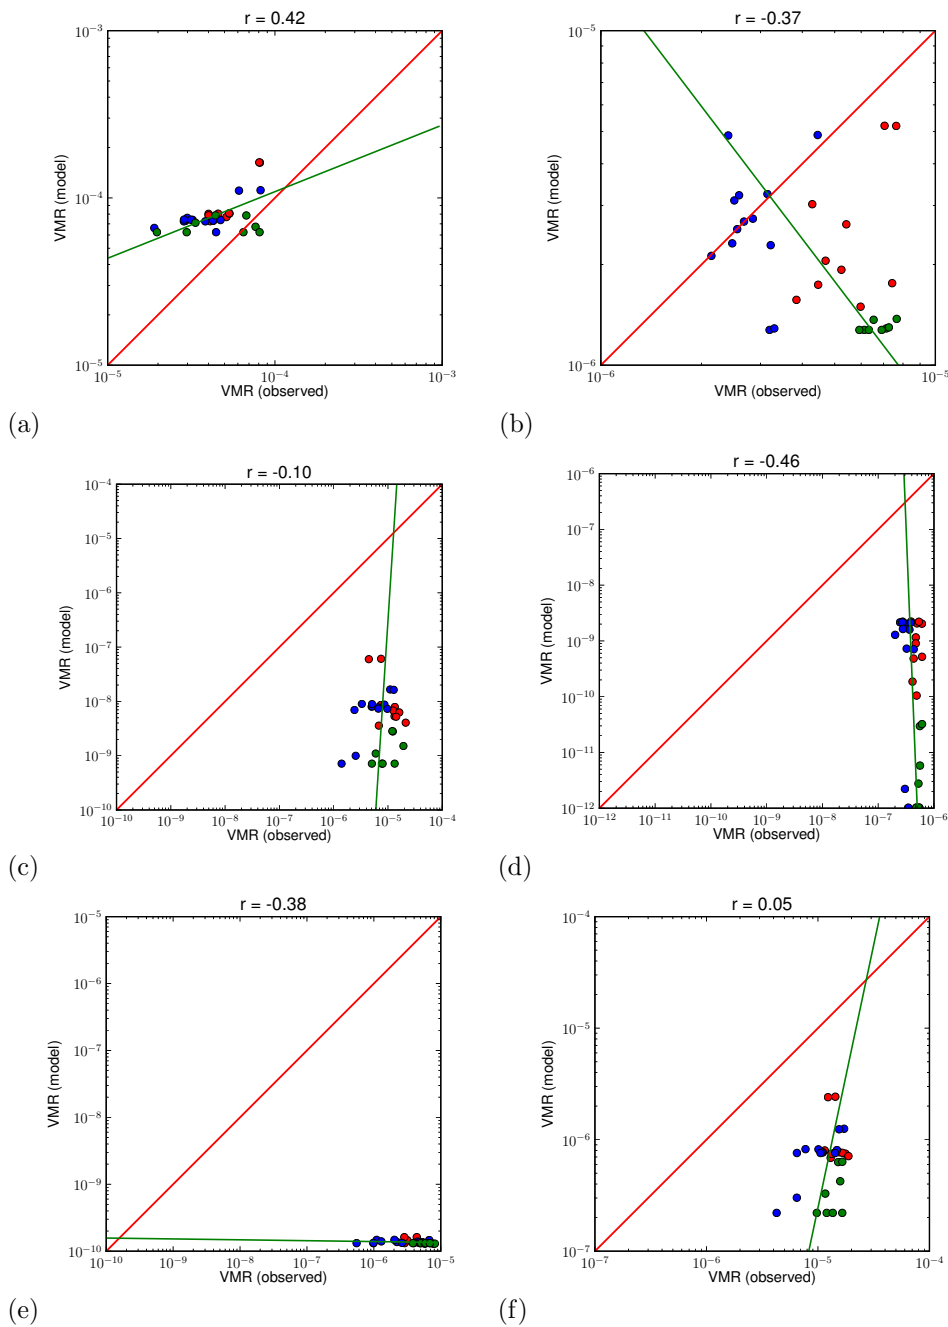 r = 0.42
10⁻³
10⁻⁴
10⁻⁵
VMR (model)
10⁻⁵ 10⁻⁴ 10⁻³
VMR (observed)
(a)
r = -0.37
10⁻⁵
10⁻⁶
VMR (model)
10⁻⁶ 10⁻⁵
VMR (observed)
(b)
r = -0.10
10⁻⁴
10⁻⁵
10⁻⁶
10⁻⁷
10⁻⁸
10⁻⁹
10⁻¹⁰
VMR (model)
10⁻¹⁰ 10⁻⁹ 10⁻⁸ 10⁻⁷ 10⁻⁶ 10⁻⁵ 10⁻⁴
VMR (observed)
(c)
r = -0.46
10⁻⁶
10⁻⁷
10⁻⁸
10⁻⁹
10⁻¹⁰
10⁻¹¹
10⁻¹²
VMR (model)
10⁻¹² 10⁻¹¹ 10⁻¹⁰ 10⁻⁹ 10⁻⁸ 10⁻⁷ 10⁻⁶
VMR (observed)
(d)
r = -0.38
10⁻⁵
10⁻⁶
10⁻⁷
10⁻⁸
10⁻⁹
10⁻¹⁰
VMR (model)
10⁻¹⁰ 10⁻⁹ 10⁻⁸ 10⁻⁷ 10⁻⁶ 10⁻⁵
VMR (observed)
(e)
r = 0.05
10⁻⁴
10⁻⁵
10⁻⁶
10⁻⁷
VMR (model)
10⁻⁷ 10⁻⁶ 10⁻⁵ 10⁻⁴
VMR (observed)
(f)